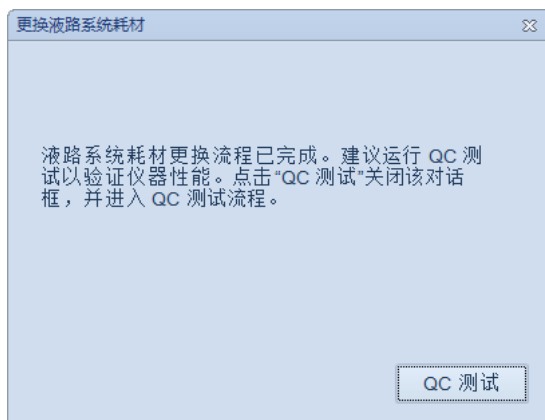 更换液路系统耗材
液路系统耗材更换流程已完成。建议运行 QC 测
试以验证仪器性能。点击“QC 测试”关闭该对话
框，并进入 QC 测试流程。
QC 测试